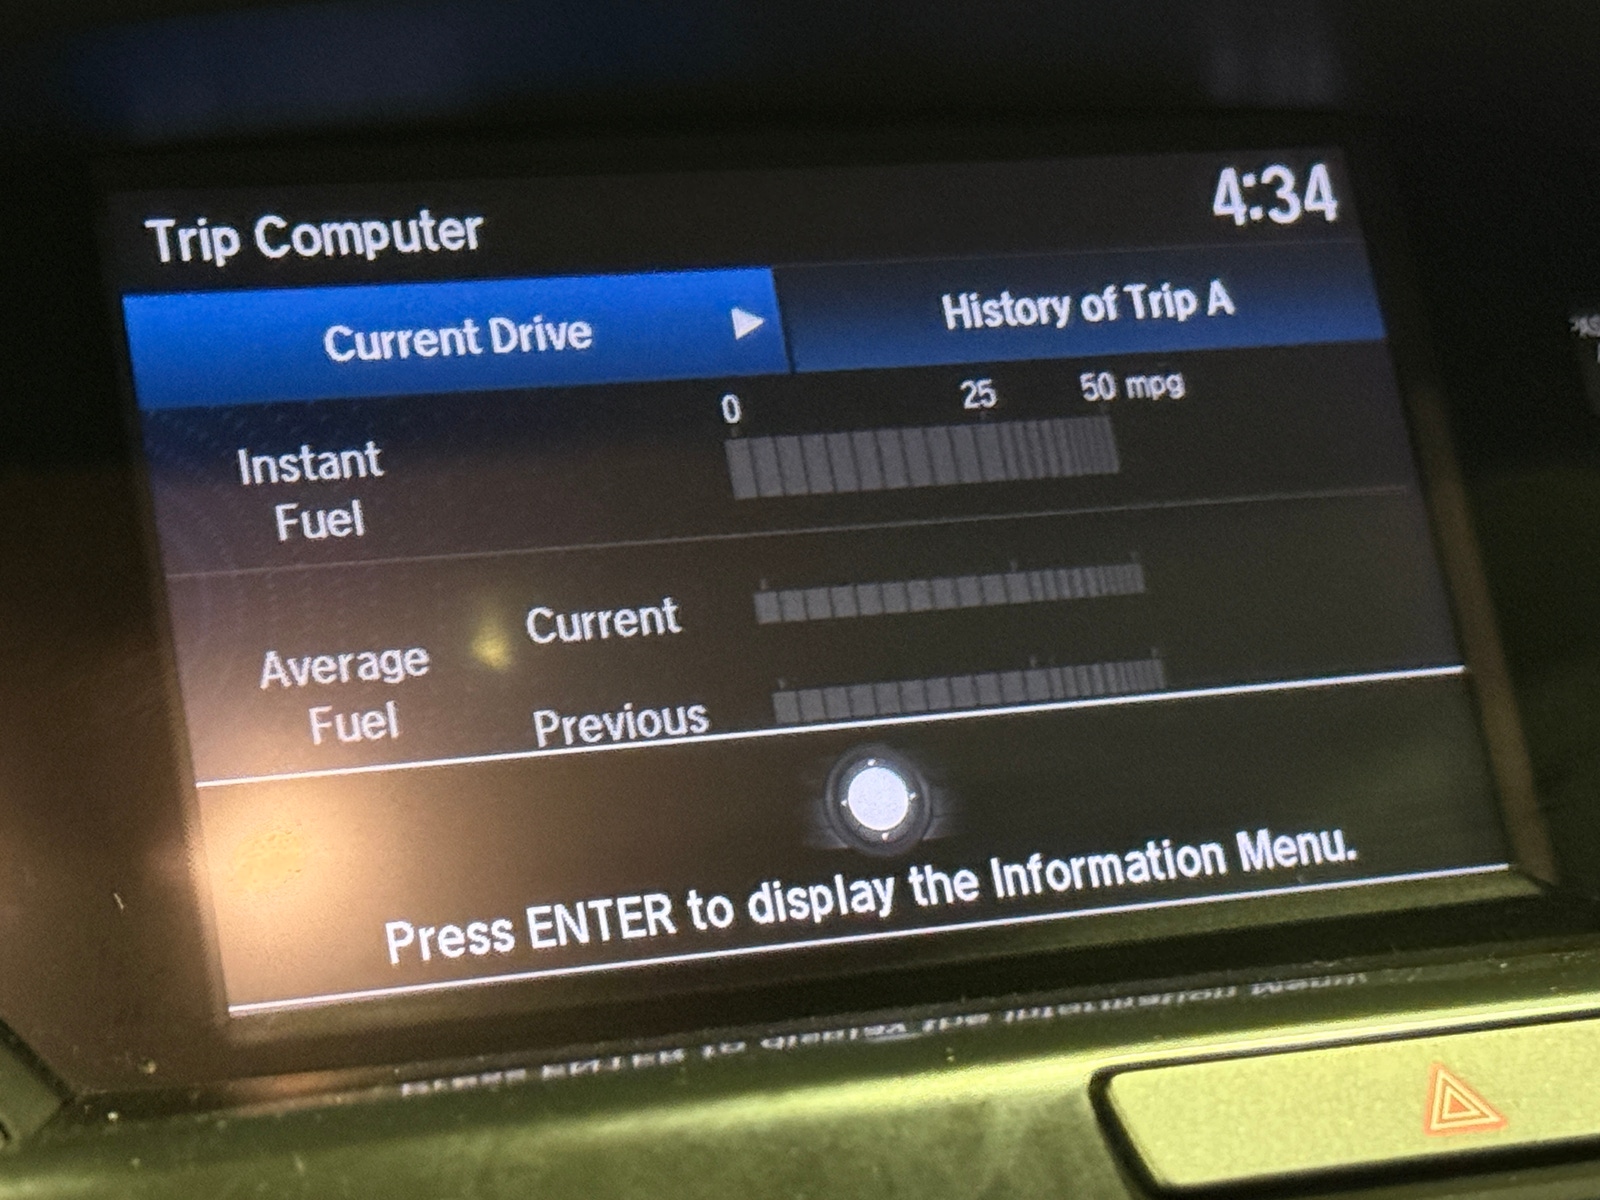 Trip Computer
4:34
Current Drive
History of Trip A
0 25 50 mpg
Instant
Fuel
Average
Fuel
Current
Previous
Press ENTER to display the Information Menu.